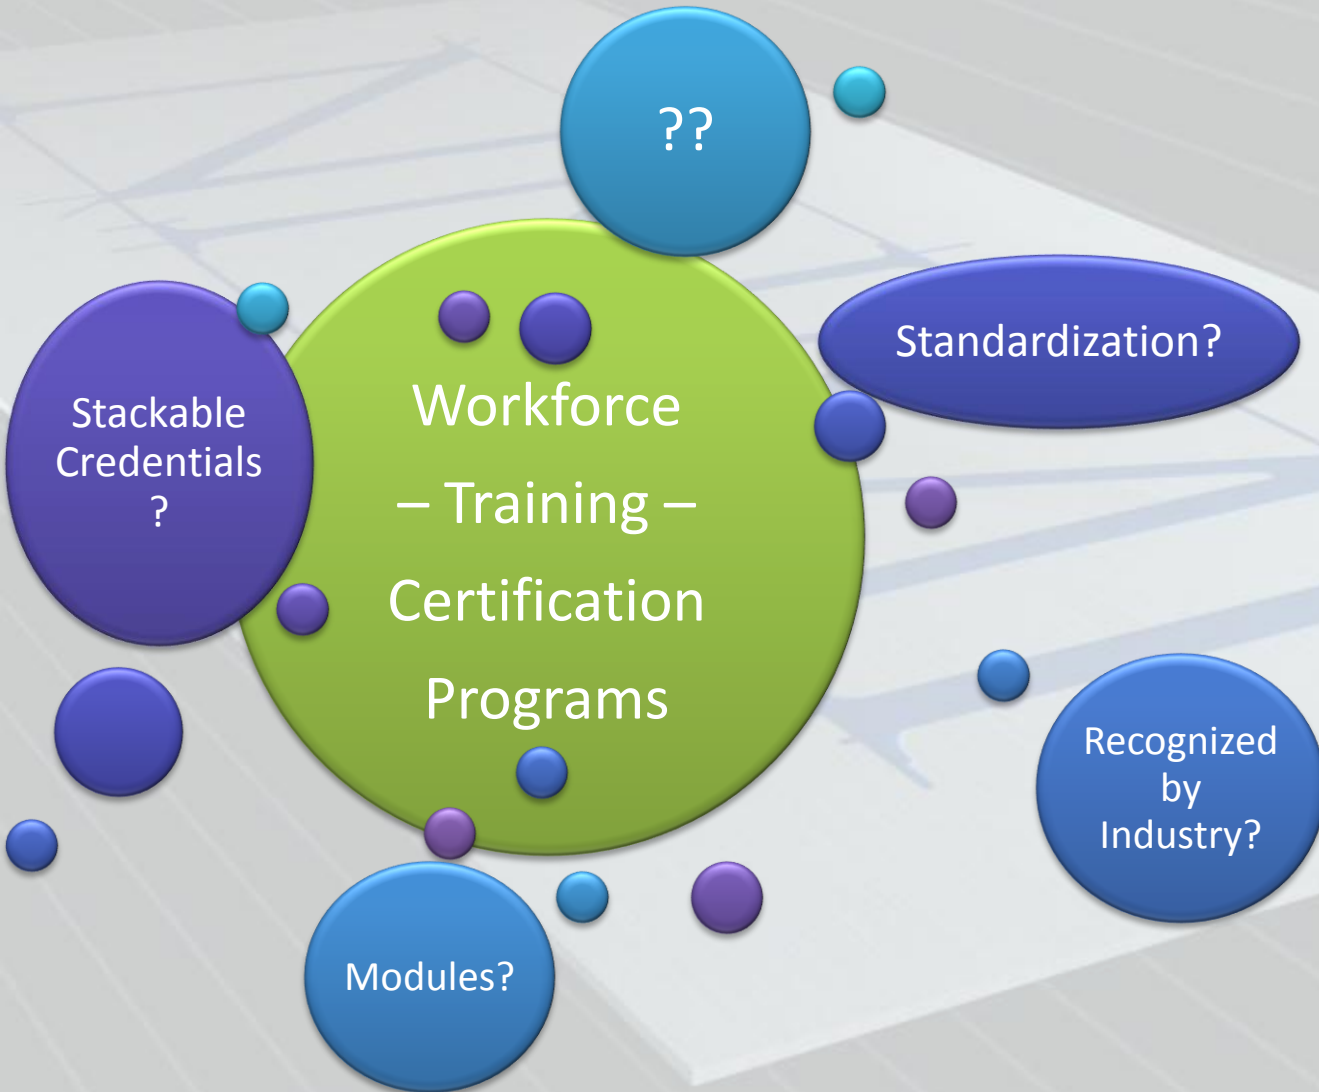 ??
Standardization?
Stackable
Credentials
?
Workforce
– Training –
Certification
Programs
Recognized
by
Industry?
Modules?